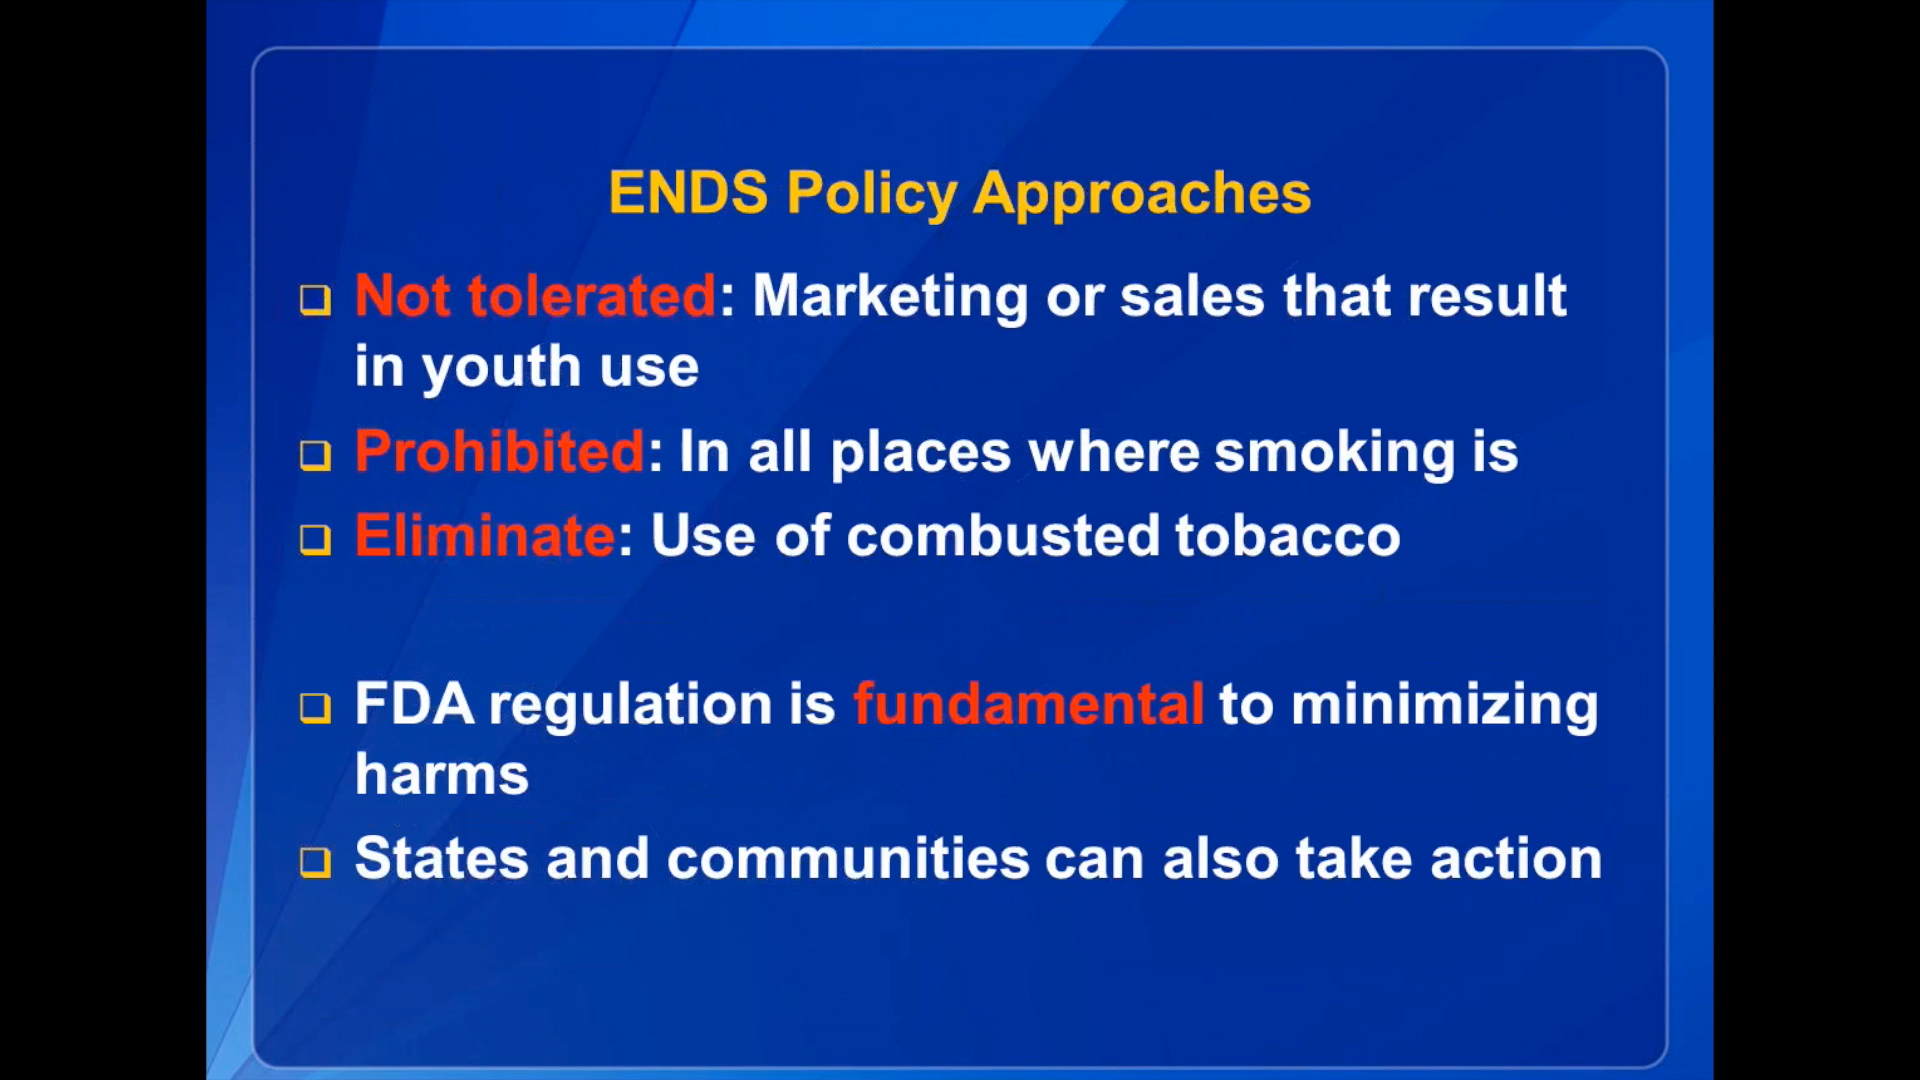 ENDS Policy Approaches
Not tolerated: Marketing or sales that result
in youth use
Prohibited: In all places where smoking is
Eliminate: Use of combusted tobacco
FDA regulation is fundamental to minimizing
harms
States and communities can also take action